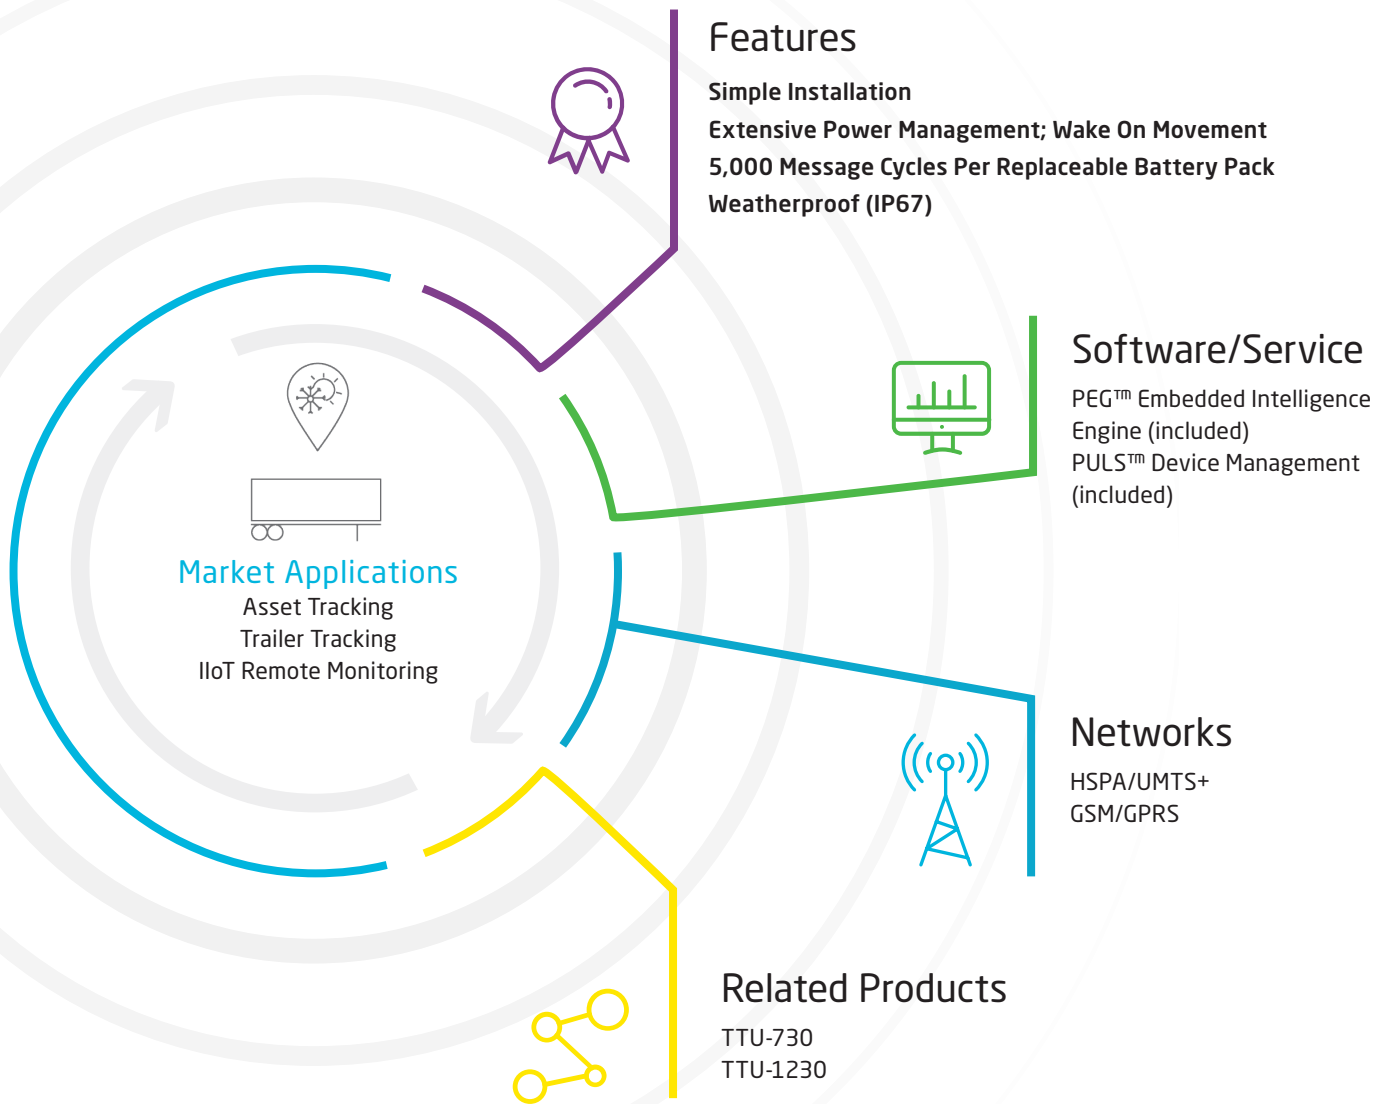 Features
Simple Installation
Extensive Power Management; Wake On Movement
5,000 Message Cycles Per Replaceable Battery Pack
Weatherproof (IP67)
Software/Service
PEG™ Embedded Intelligence
Engine (included)
PULS™ Device Management
(included)
Market Applications
Asset Tracking
Trailer Tracking
IIoT Remote Monitoring
Networks
HSPA/UMTS+
GSM/GPRS
Related Products
TTU-730
TTU-1230